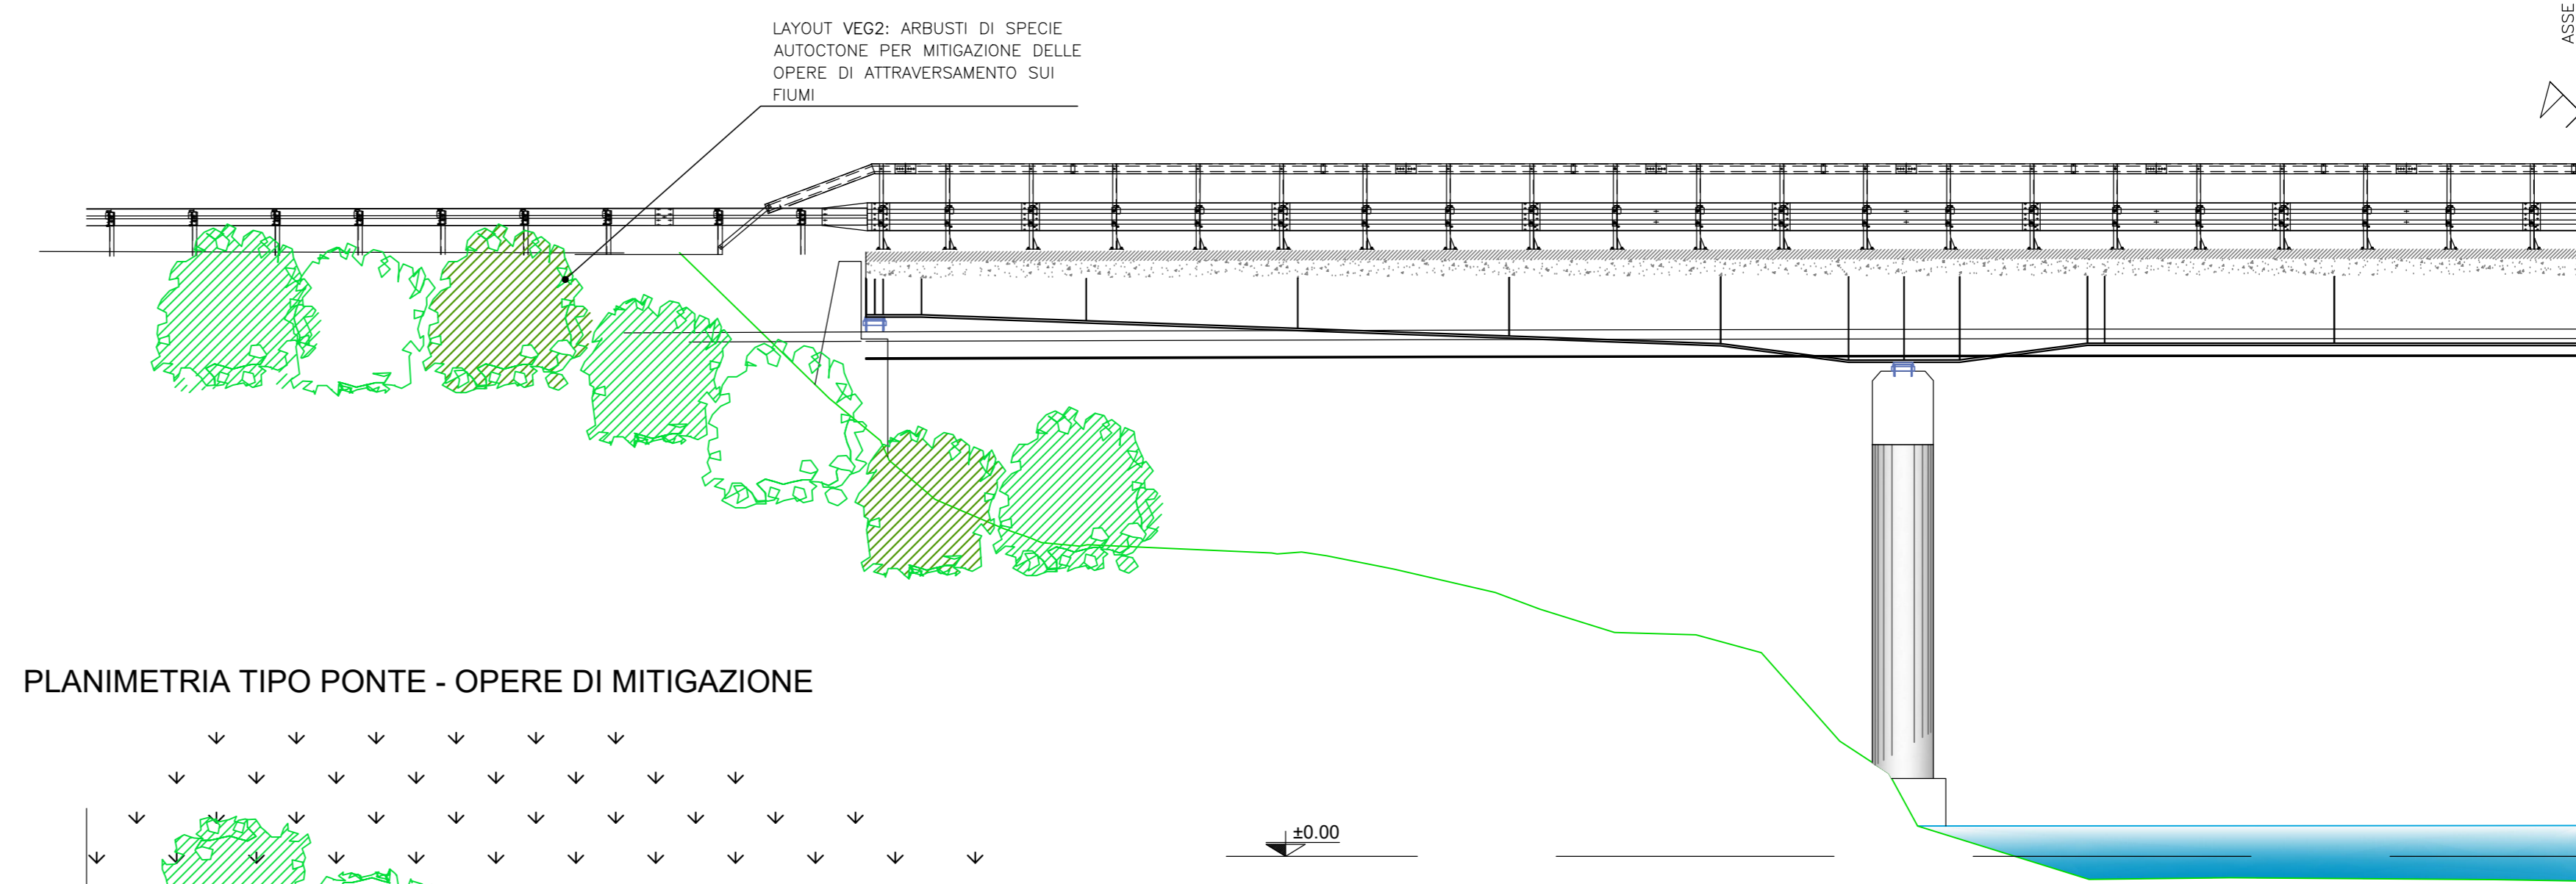 LAYOUT VEG2: ARBUSTI DI SPECIE
AUTOCTONE PER MITIGAZIONE DELLE
OPERE DI ATTRAVERSAMENTO SUI
FIUMI
ASSE
PLANIMETRIA TIPO PONTE - OPERE DI MITIGAZIONE
±0.00